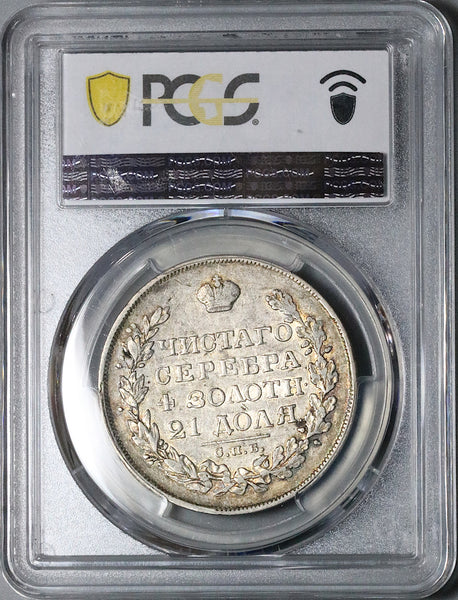 PCGS
ЧИСТАГО
СЕРЕБРА
4 ЗОЛОТН.
21 ДОЛЯ
С.П.Б.